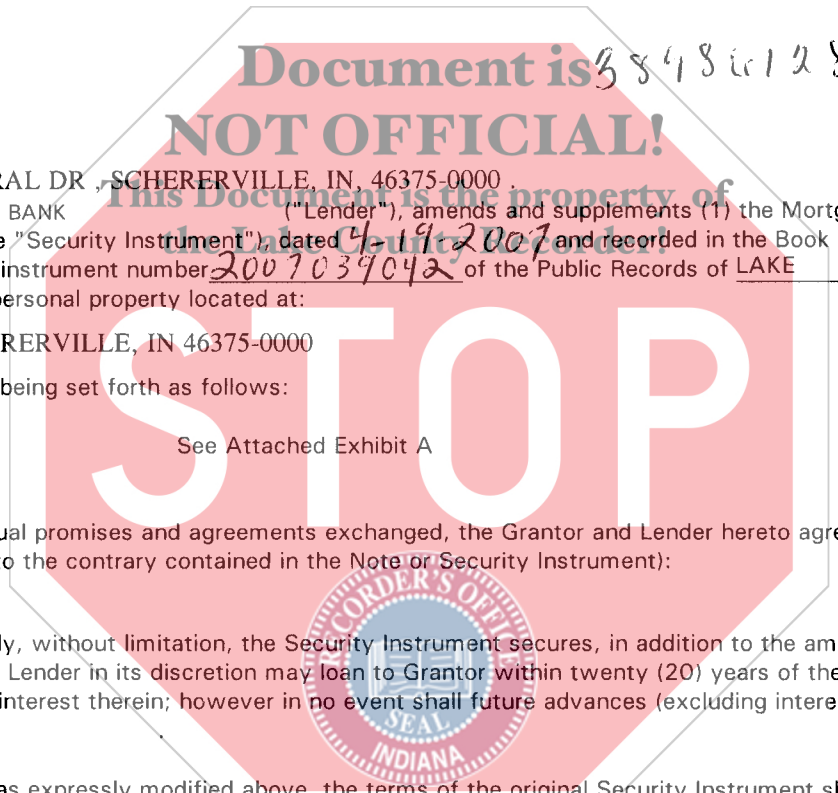 Document is
NOT OFFICIAL!
This Document is the property of
the Lake County Recorder!
STOP
RAL DR , SCHERERVILLE, IN, 46375-0000 .
BANK ("Lender"), amends and supplements (1) the Mortg
e "Security Instrument"), dated 4-19-2007 and recorded in the Book
instrument number 2007039042 of the Public Records of LAKE
personal property located at:
RERVILLE, IN 46375-0000
being set forth as follows:
See Attached Exhibit A
ual promises and agreements exchanged, the Grantor and Lender hereto agre
to the contrary contained in the Note or Security Instrument):
RECORDER'S OFFICE
ly, without limitation, the Security Instrument secures, in addition to the am
Lender in its discretion may loan to Grantor within twenty (20) years of the
interest therein; however in no event shall future advances (excluding intere
SEAL
INDIANA
as expressly modified above, the terms of the original Security Instrument s